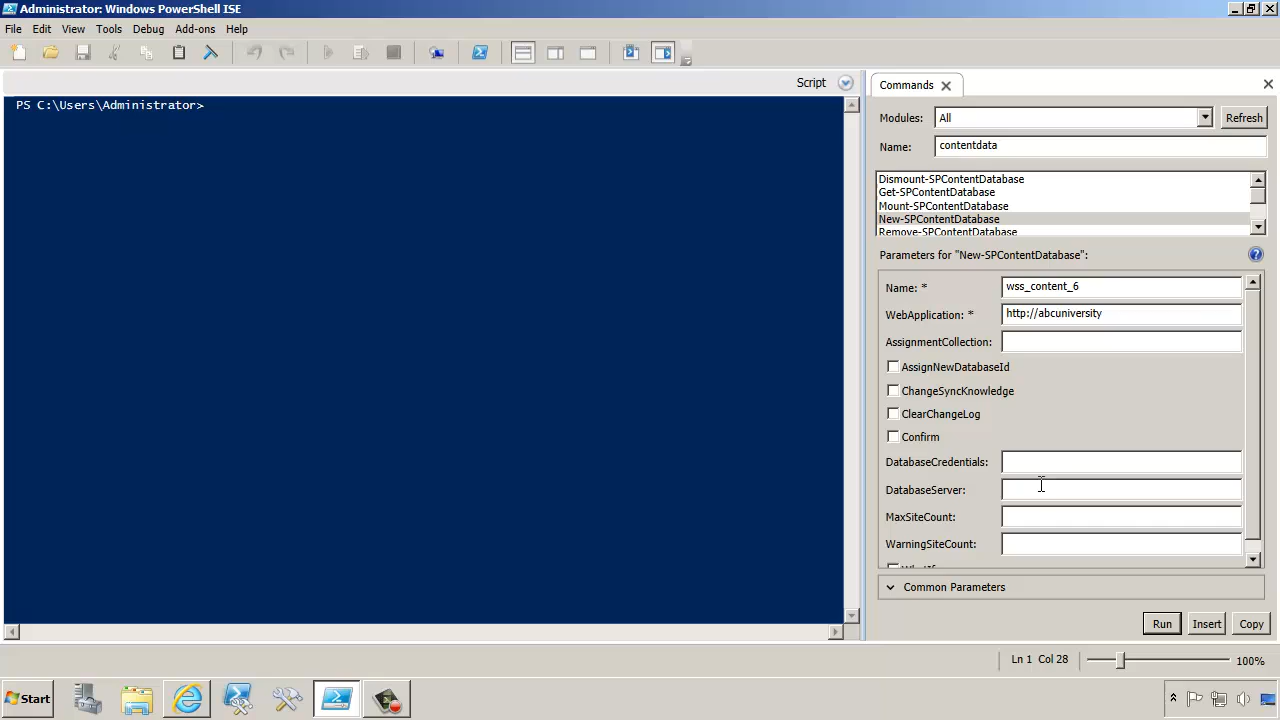 Administrator: Windows PowerShell ISE
File Edit View Tools Debug Add-ons Help
Script
PS C:\Users\Administrator>
Commands
Modules: All Refresh
Name: contentdata
Dismount-SPContentDatabase
Get-SPContentDatabase
Mount-SPContentDatabase
New-SPContentDatabase
Remove-SPContentDatabase
Parameters for "New-SPContentDatabase":
Name: * wss_content_6
WebApplication: * http://abcuniversity
AssignmentCollection:
AssignNewDatabaseId
ChangeSyncKnowledge
ClearChangeLog
Confirm
DatabaseCredentials:
DatabaseServer:
MaxSiteCount:
WarningSiteCount:
Common Parameters
Run Insert Copy
Ln 1 Col 28 100%
Start